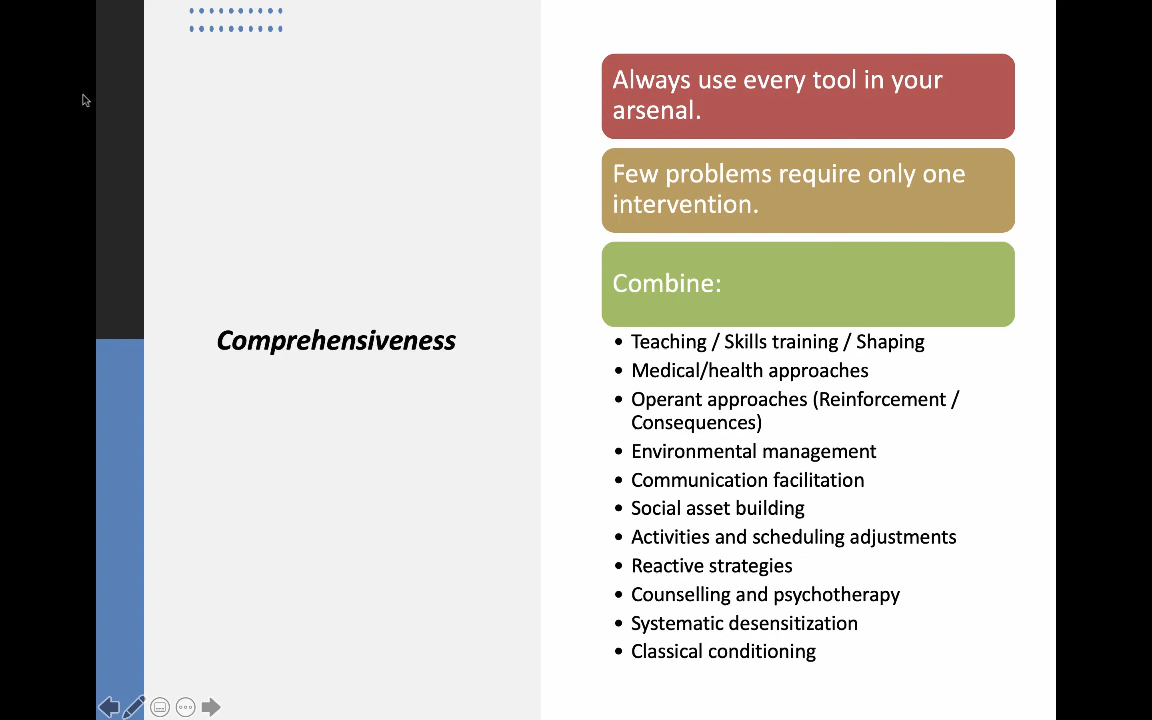 Comprehensiveness
Always use every tool in your
arsenal.
Few problems require only one
intervention.
Combine:
• Teaching / Skills training / Shaping
• Medical/health approaches
• Operant approaches (Reinforcement /
Consequences)
• Environmental management
• Communication facilitation
• Social asset building
• Activities and scheduling adjustments
• Reactive strategies
• Counselling and psychotherapy
• Systematic desensitization
• Classical conditioning